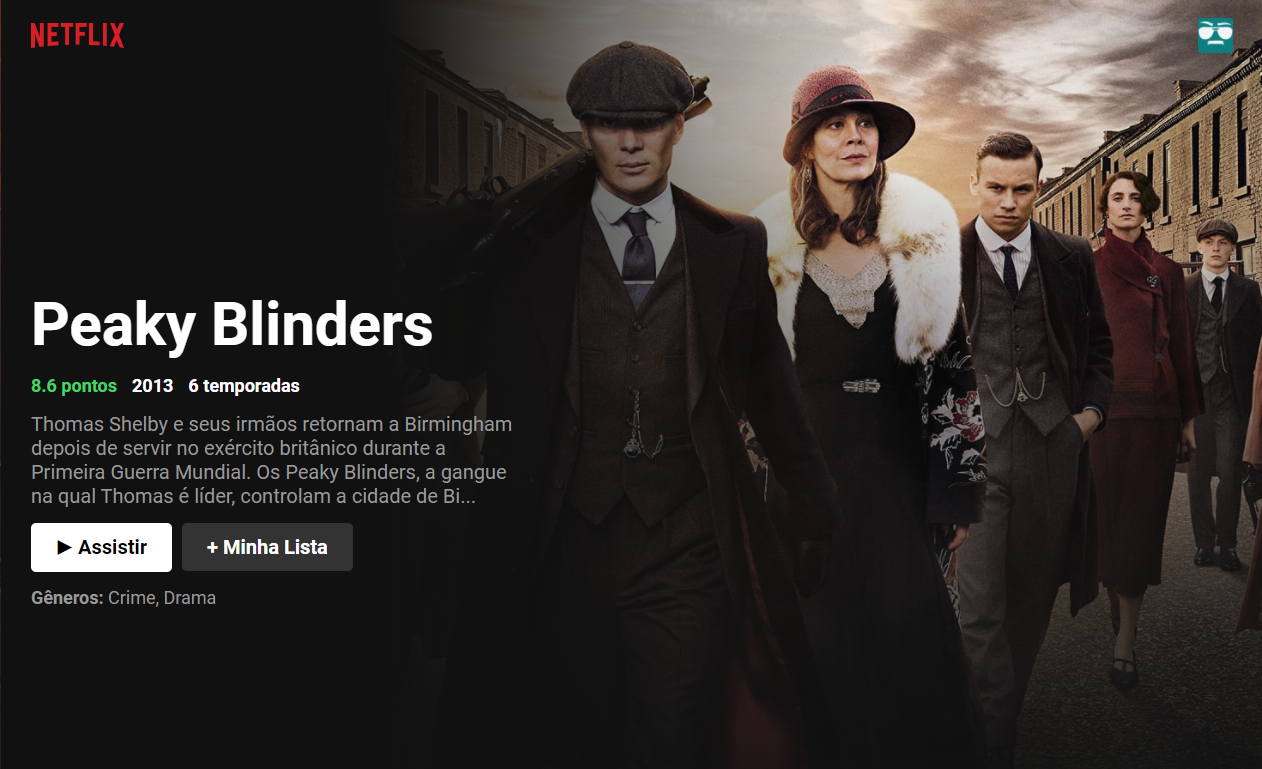 NETFLIX
Peaky Blinders
8.6 pontos 2013 6 temporadas
Thomas Shelby e seus irmãos retornam a Birmingham
depois de servir no exército britânico durante a
Primeira Guerra Mundial. Os Peaky Blinders, a gangue
na qual Thomas é líder, controlam a cidade de Bi...
► Assistir + Minha Lista
Gêneros: Crime, Drama